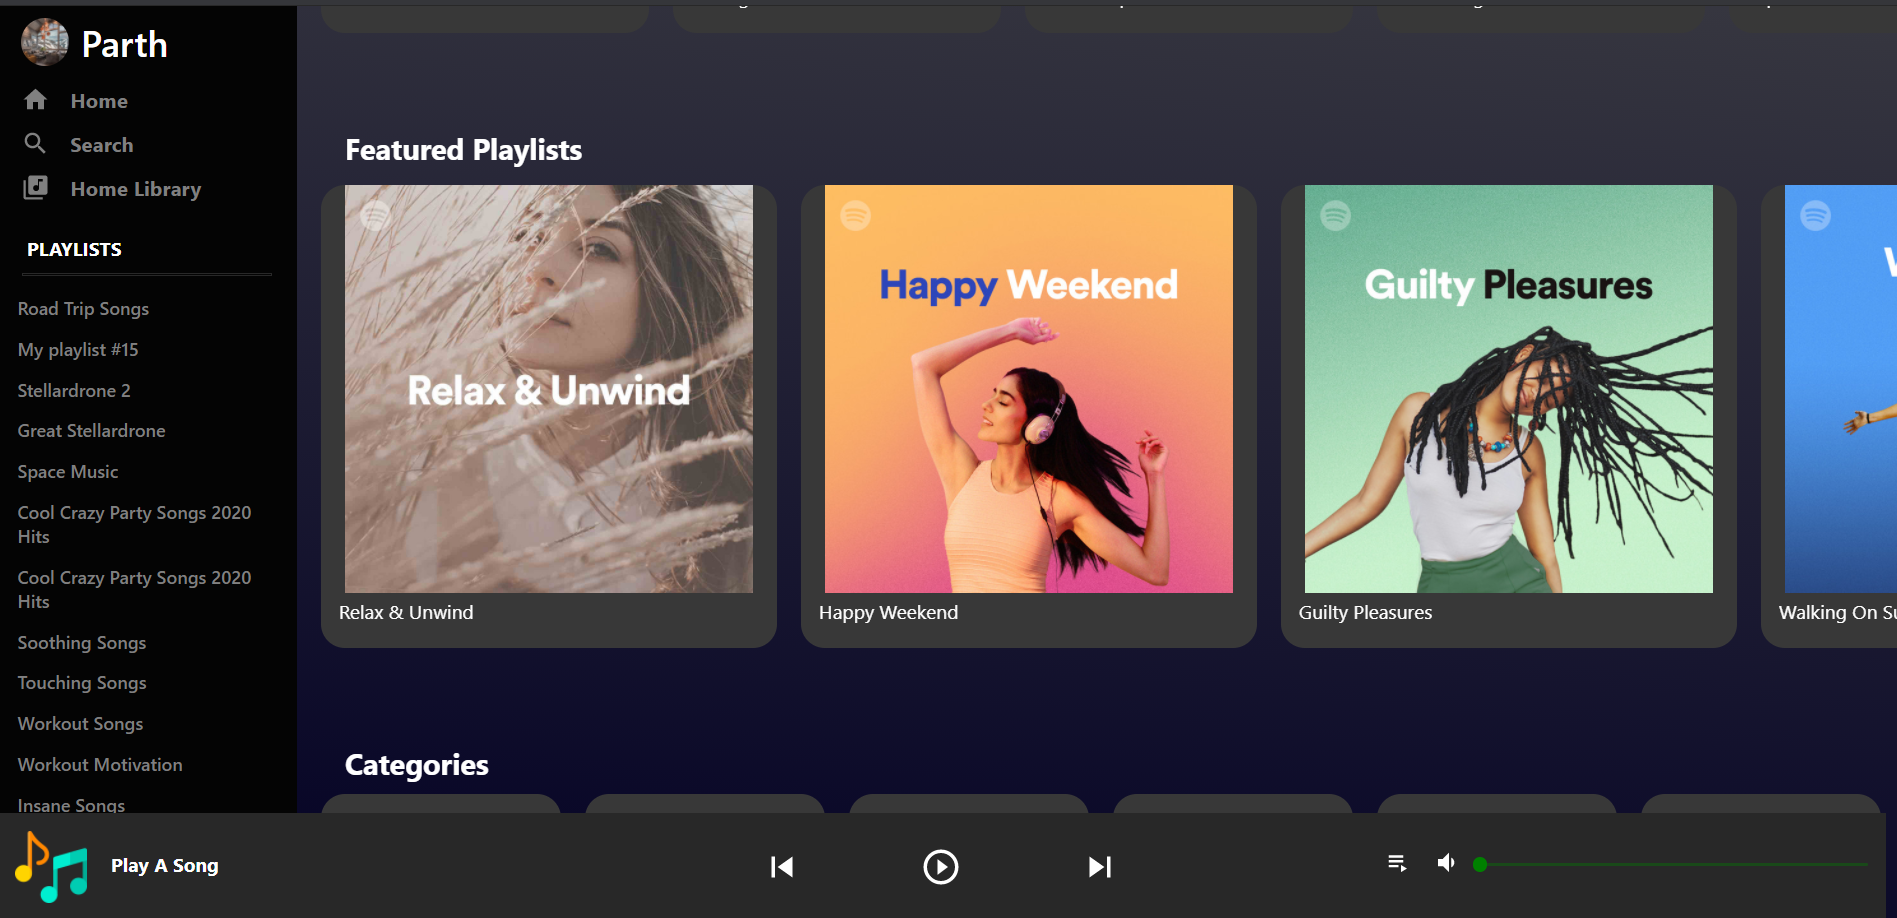 Parth
Home
Search
Home Library
PLAYLISTS
Road Trip Songs
My playlist #15
Stellardrone 2
Great Stellardrone
Space Music
Cool Crazy Party Songs 2020
Hits
Cool Crazy Party Songs 2020
Hits
Soothing Songs
Touching Songs
Workout Songs
Workout Motivation
Insane Songs
Featured Playlists
Relax & Unwind
Relax & Unwind
Happy Weekend
Happy Weekend
Guilty Pleasures
Guilty Pleasures
Walking On
Categories
Play A Song